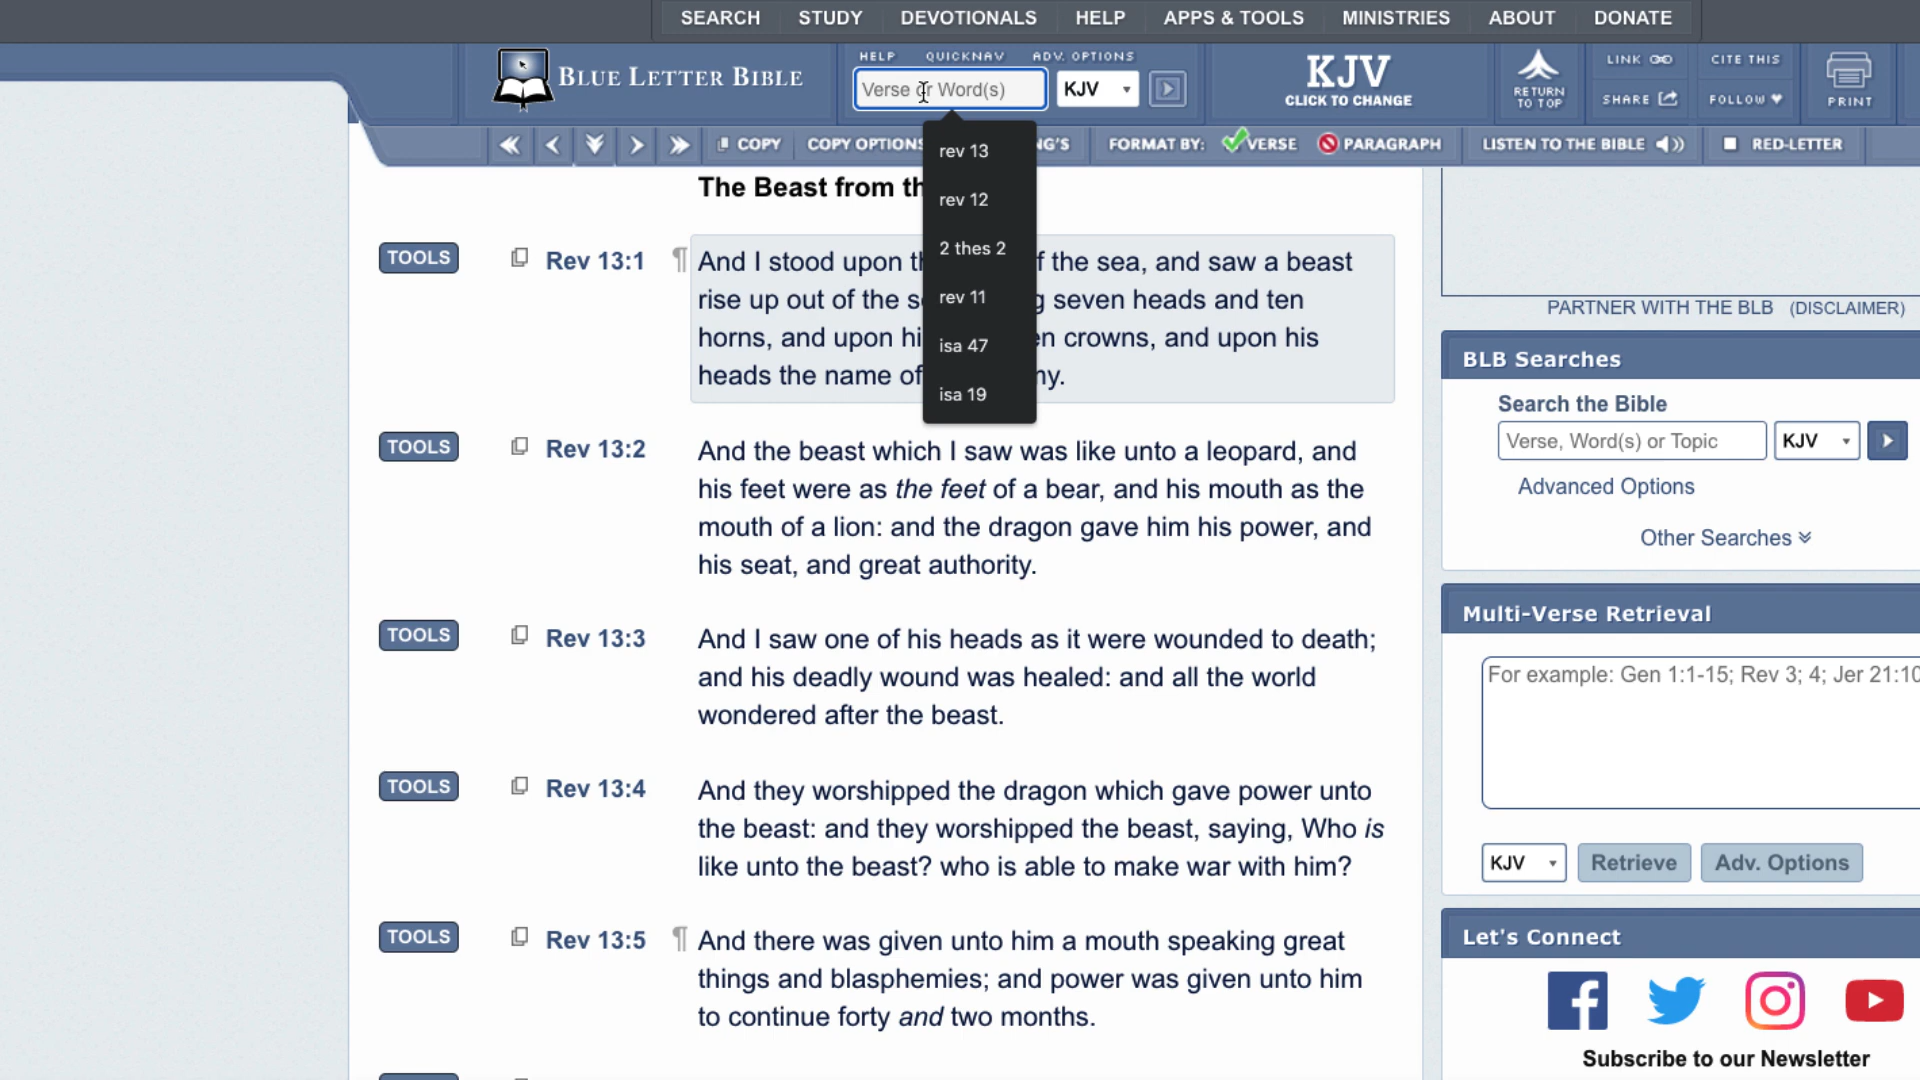 SEARCH STUDY DEVOTIONALS HELP APPS & TOOLS MINISTRIES ABOUT DONATE
HELP QUICKNAV ADV. OPTIONS
BLUE LETTER BIBLE
Verse or Word(s) KJV
KJV
CLICK TO CHANGE
RETURN
TO TOP
LINK
SHARE
CITE THIS
FOLLOW
PRINT
COPY COPY OPTIONS NG'S FORMAT BY: VERSE PARAGRAPH LISTEN TO THE BIBLE RED-LETTER
rev 13
rev 12
2 thes 2
rev 11
isa 47
isa 19
The Beast from th
TOOLS Rev 13:1 ¶ And I stood upon th f the sea, and saw a beast
rise up out of the s g seven heads and ten
horns, and upon hi n crowns, and upon his
heads the name of ny.
TOOLS Rev 13:2 And the beast which I saw was like unto a leopard, and
his feet were as the feet of a bear, and his mouth as the
mouth of a lion: and the dragon gave him his power, and
his seat, and great authority.
TOOLS Rev 13:3 And I saw one of his heads as it were wounded to death;
and his deadly wound was healed: and all the world
wondered after the beast.
TOOLS Rev 13:4 And they worshipped the dragon which gave power unto
the beast: and they worshipped the beast, saying, Who is
like unto the beast? who is able to make war with him?
TOOLS Rev 13:5 ¶ And there was given unto him a mouth speaking great
things and blasphemies; and power was given unto him
to continue forty and two months.
PARTNER WITH THE BLB (DISCLAIMER)
BLB Searches
Search the Bible
Verse, Word(s) or Topic KJV
Advanced Options
Other Searches
Multi-Verse Retrieval
For example: Gen 1:1-15; Rev 3; 4; Jer 21:10
KJV Retrieve Adv. Options
Let's Connect
Subscribe to our Newsletter